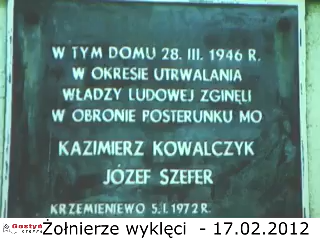 W TYM DOMU 28. III. 1946 R.
W OKRESIE UTRWALANIA
WŁADZY LUDOWEJ ZGINĘLI
W OBRONIE POSTERUNKU MO
KAZIMIERZ KOWALCZYK
JÓZEF SZEFER
KRZEMIENIEWO 5.I.1972 R.
Żołnierze wyklęci - 17.02.2012